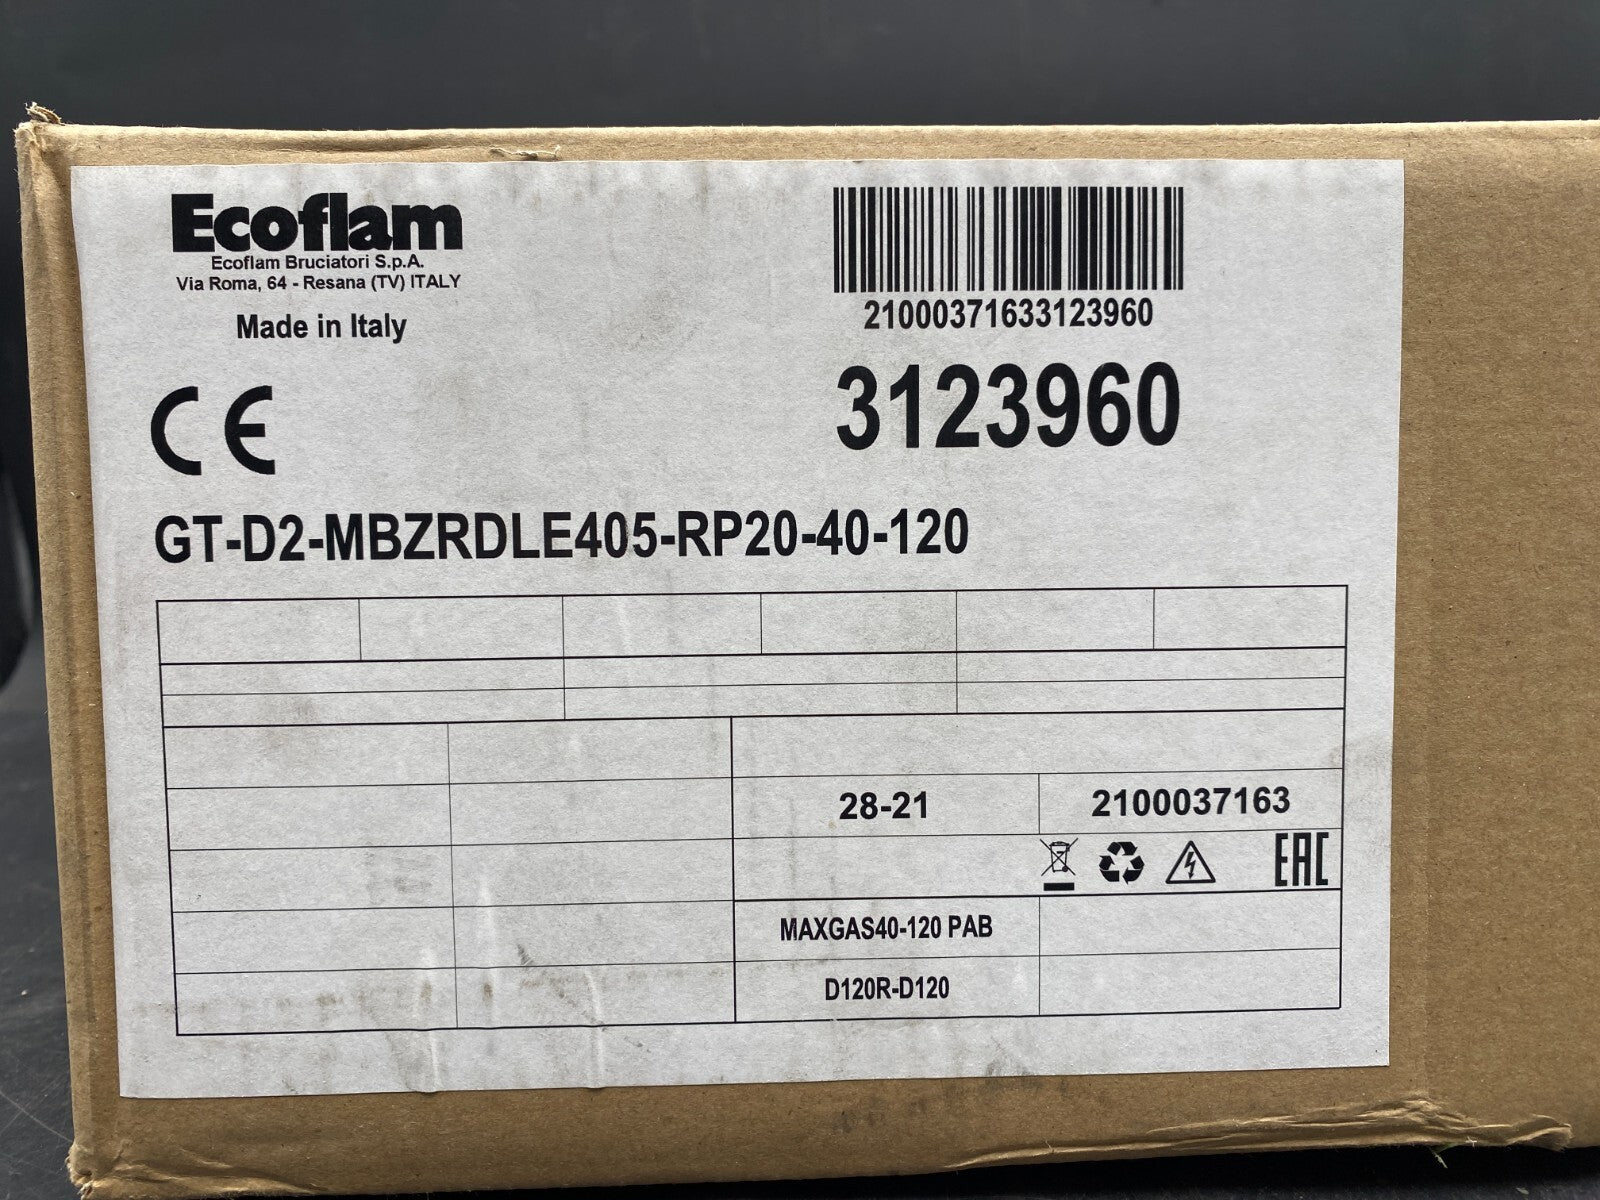 Ecoflam
Ecoflam Bruciatori S.p.A.
Via Roma, 64 - Resana (TV) ITALY
Made in Italy
CE
21000371633123960
3123960
GT-D2-MBZRDLE405-RP20-40-120
28-21
2100037163
EAC
MAXGAS40-120 PAB
D120R-D120